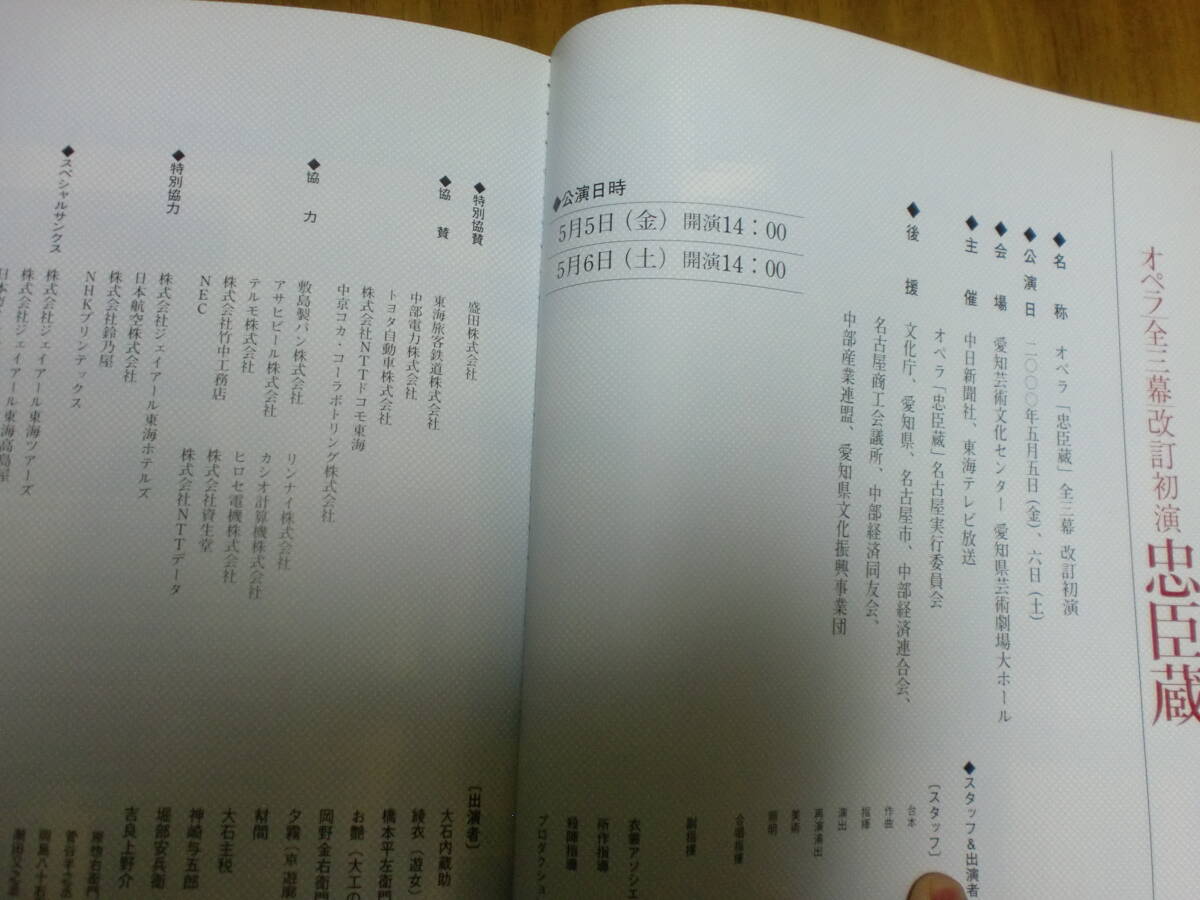 オペラ全三幕改訂初演 忠臣蔵
◆名称 オペラ「忠臣蔵」全三幕 改訂初演
◆公演日 二〇〇〇年五月五日(金)、六日(土)
◆会場 愛知芸術文化センター 愛知県芸術劇場大ホール
◆主催 中日新聞社、東海テレビ放送
オペラ「忠臣蔵」名古屋実行委員会
◆後援 文化庁、愛知県、名古屋市、中部経済連合会、
名古屋商工会議所、中部経済同友会、
中部産業連盟、愛知県文化振興事業団
◆公演日時
5月5日(金)開演14:00
5月6日(土)開演14:00
◆スタッフ&出演者
〔スタッフ〕
台本
作曲
指揮
演出
再演演出
美術
照明
合唱指揮
副指揮
衣裳アソシエ
所作指導
殺陣指導
プロダクショ
◆特別協賛 盛田株式会社
◆協賛 東海旅客鉄道株式会社
中部電力株式会社
トヨタ自動車株式会社
株式会社NTTドコモ東海
中京コカ・コーラボトリング株式会社
◆協力 敷島製パン株式会社 リンナイ株式会社
アサヒビール株式会社 カシオ計算機株式会社
テルモ株式会社 ヒロセ電機株式会社
株式会社竹中工務店 株式会社資生堂
NEC 株式会社NTTデータ
◆特別協力 株式会社ジェイアール東海ホテルズ
日本航空株式会社
株式会社鈴乃屋
NHKプリンテックス
◆スペシャルサンクス 株式会社ジェイアール東海ツアーズ
株式会社ジェイアール東海高島屋
〔出演者〕
大石内蔵助
綾衣(遊女)
橋本平左衛門
お艶(大工の
岡野金右衛門
夕霧(京 遊廓
幇間
大石主税
神崎与五郎
堀部安兵衛
吉良上野介